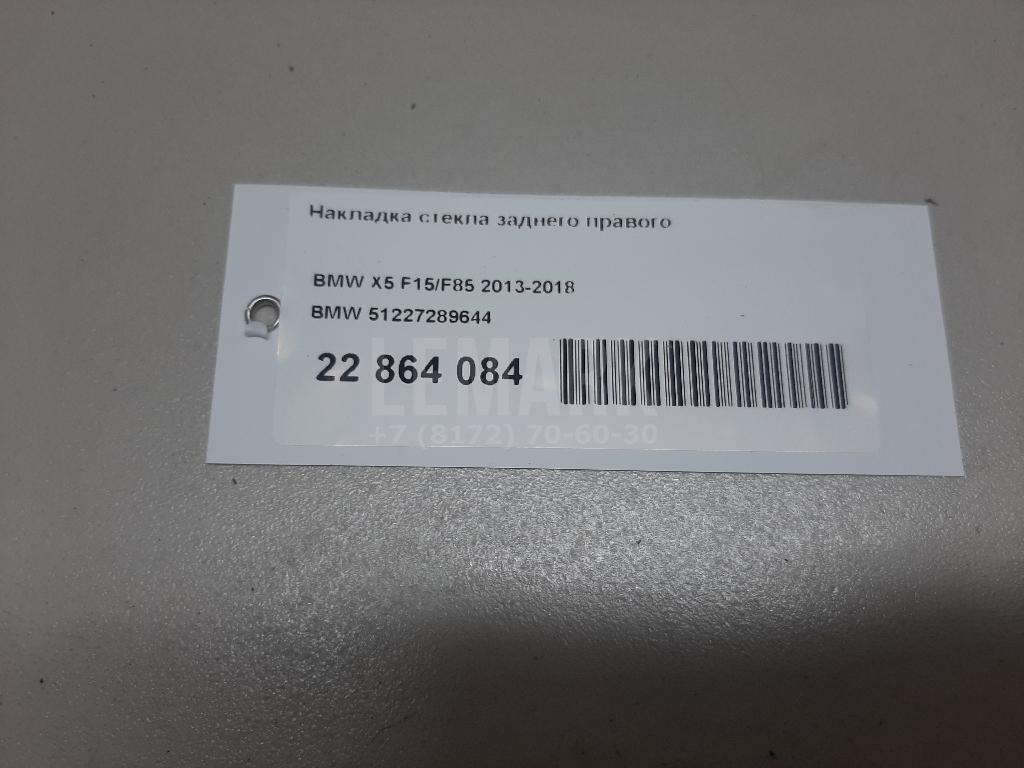 Накладка стекла заднего правого
BMW X5 F15/F85 2013-2018
BMW 51227289644
22 864 084
LEMARK
+7 (8172) 70-60-30